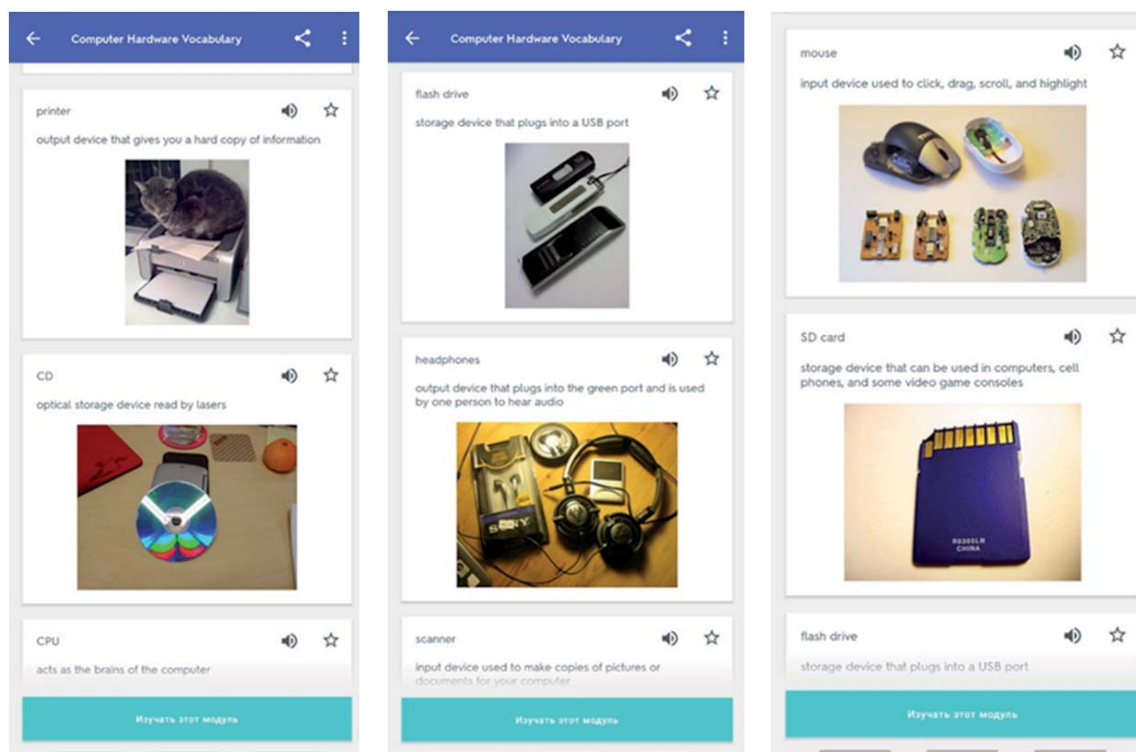 Computer Hardware Vocabulary
printer
output device that gives you a hard copy of information
CD
optical storage device read by lasers
CPU
acts as the brains of the computer
Изучать этот модуль
Computer Hardware Vocabulary
flash drive
storage device that plugs into a USB port
headphones
output device that plugs into the green port and is used
by one person to hear audio
SONY
scanner
input device used to make copies of pictures or
documents for your computer
Изучать этот модуль
mouse
input device used to click, drag, scroll, and highlight
SD card
storage device that can be used in computers, cell
phones, and some video game consoles
CHINA
flash drive
storage device that plugs into a USB port
Изучать этот модуль